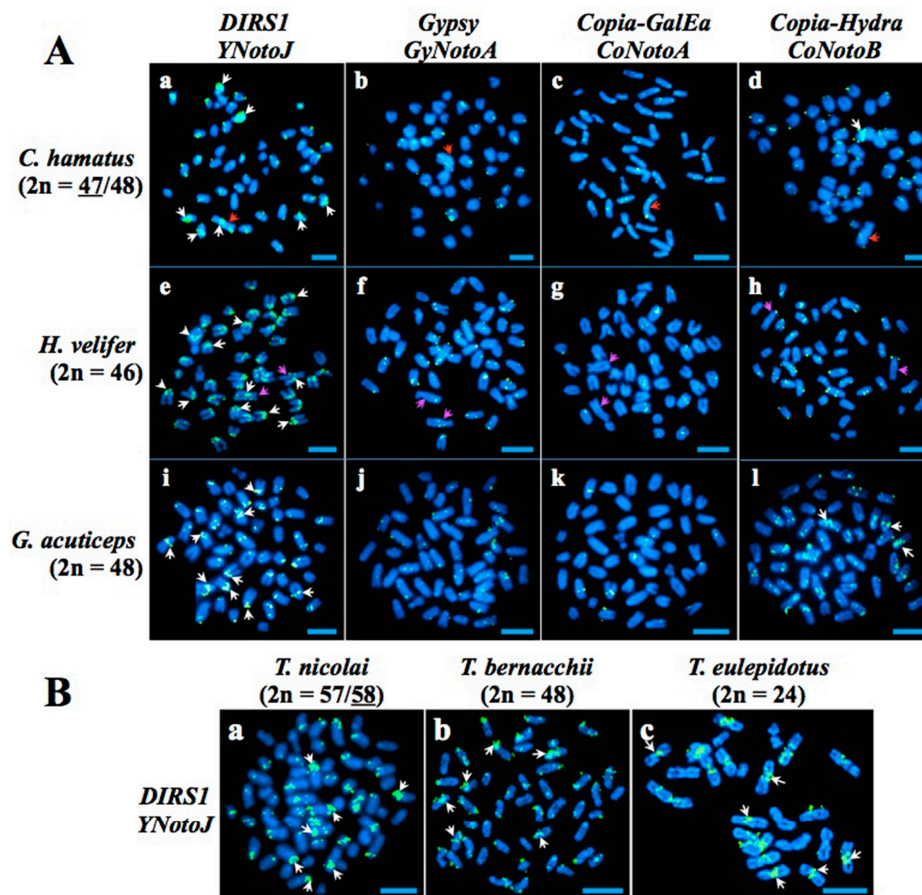 DIRS1 Gypsy Copia-GalEa Copia-Hydra
A YNotoJ GyNotoA CoNotoA CoNotoB
a b c d
C. hamatus
(2n = 47/48)
e f g h
H. velifer
(2n = 46)
i j k l
G. acuticeps
(2n = 48)
B T. nicolai T. bernacchii T. eulepidotus
(2n = 57/58) (2n = 48) (2n = 24)
a b c
DIRS1
YNotoJ